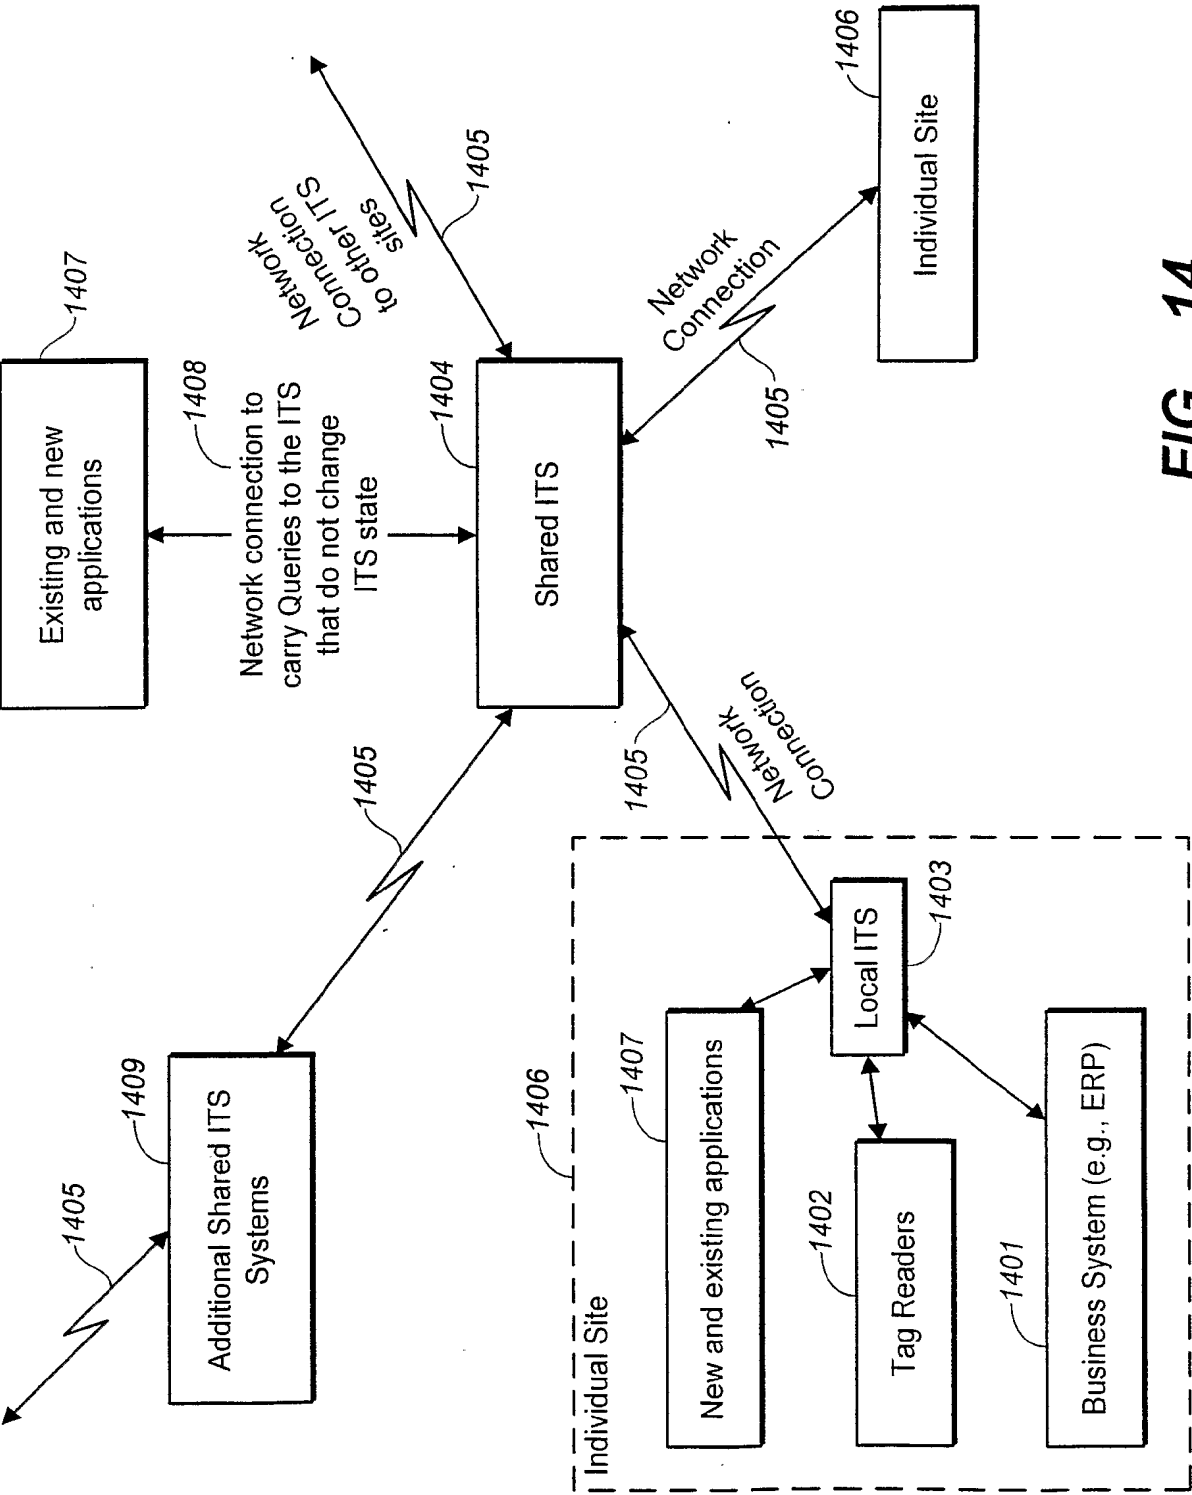 1405
1409
Additional Shared ITS
Systems
1405
1407
Existing and new
applications
1408
Network connection to
carry Queries to the ITS
that do not change
ITS state
Network
Connection
to other ITS
sites
1405
1404
Shared ITS
1406
Individual Site
1407
New and existing applications
1402
Tag Readers
1401
Business System (e.g., ERP)
Local ITS
1403
1405
Network
Connection
Network
Connection
1405
1406
Individual Site
FIG._14